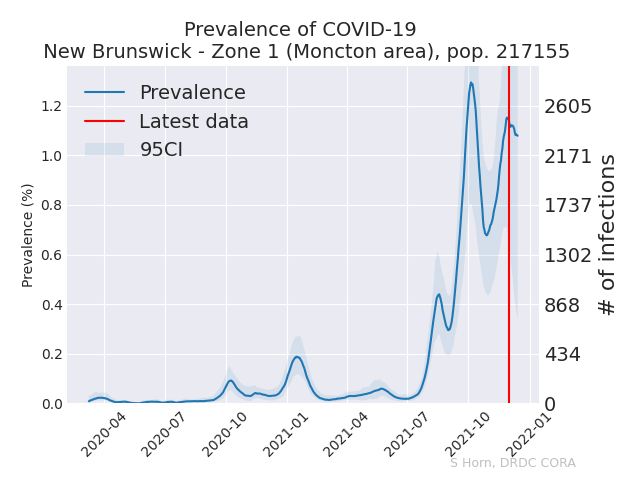 Prevalence of COVID-19
New Brunswick - Zone 1 (Moncton area), pop. 217155
Prevalence
Latest data
95CI
Prevalence (%)
1.2
1.0
0.8
0.6
0.4
0.2
0.0
2605
2171
1737
1302
868
434
0
# of infections
2020-04
2020-07
2020-10
2021-01
2021-04
2021-07
2021-10
2022-01
S Horn, DRDC CORA